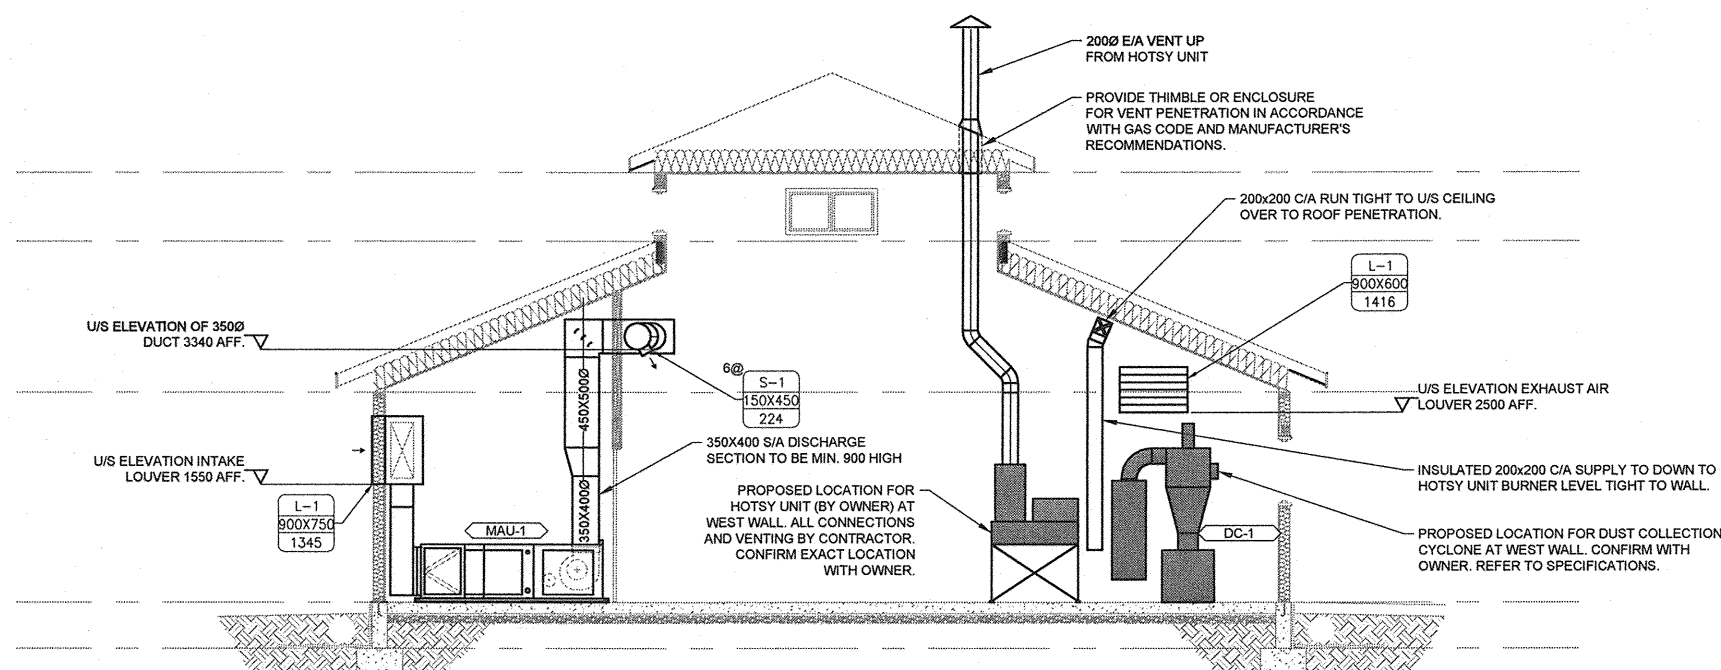 200Ø E/A VENT UP
FROM HOTSY UNIT
PROVIDE THIMBLE OR ENCLOSURE
FOR VENT PENETRATION IN ACCORDANCE
WITH GAS CODE AND MANUFACTURER'S
RECOMMENDATIONS.
200x200 C/A RUN TIGHT TO U/S CEILING
OVER TO ROOF PENETRATION.
L-1
900X600
1416
U/S ELEVATION OF 350Ø
DUCT 3340 AFF.
6@
S-1
150X450
224
450X500Ø
U/S ELEVATION EXHAUST AIR
LOUVER 2500 AFF.
350X400 S/A DISCHARGE
SECTION TO BE MIN. 900 HIGH
U/S ELEVATION INTAKE
LOUVER 1550 AFF.
L-1
900X750
1345
MAU-1
350X400Ø
PROPOSED LOCATION FOR
HOTSY UNIT (BY OWNER) AT
WEST WALL. ALL CONNECTIONS
AND VENTING BY CONTRACTOR.
CONFIRM EXACT LOCATION
WITH OWNER.
INSULATED 200x200 C/A SUPPLY TO DOWN TO
HOTSY UNIT BURNER LEVEL TIGHT TO WALL.
DC-1
PROPOSED LOCATION FOR DUST COLLECTION
CYCLONE AT WEST WALL. CONFIRM WITH
OWNER. REFER TO SPECIFICATIONS.